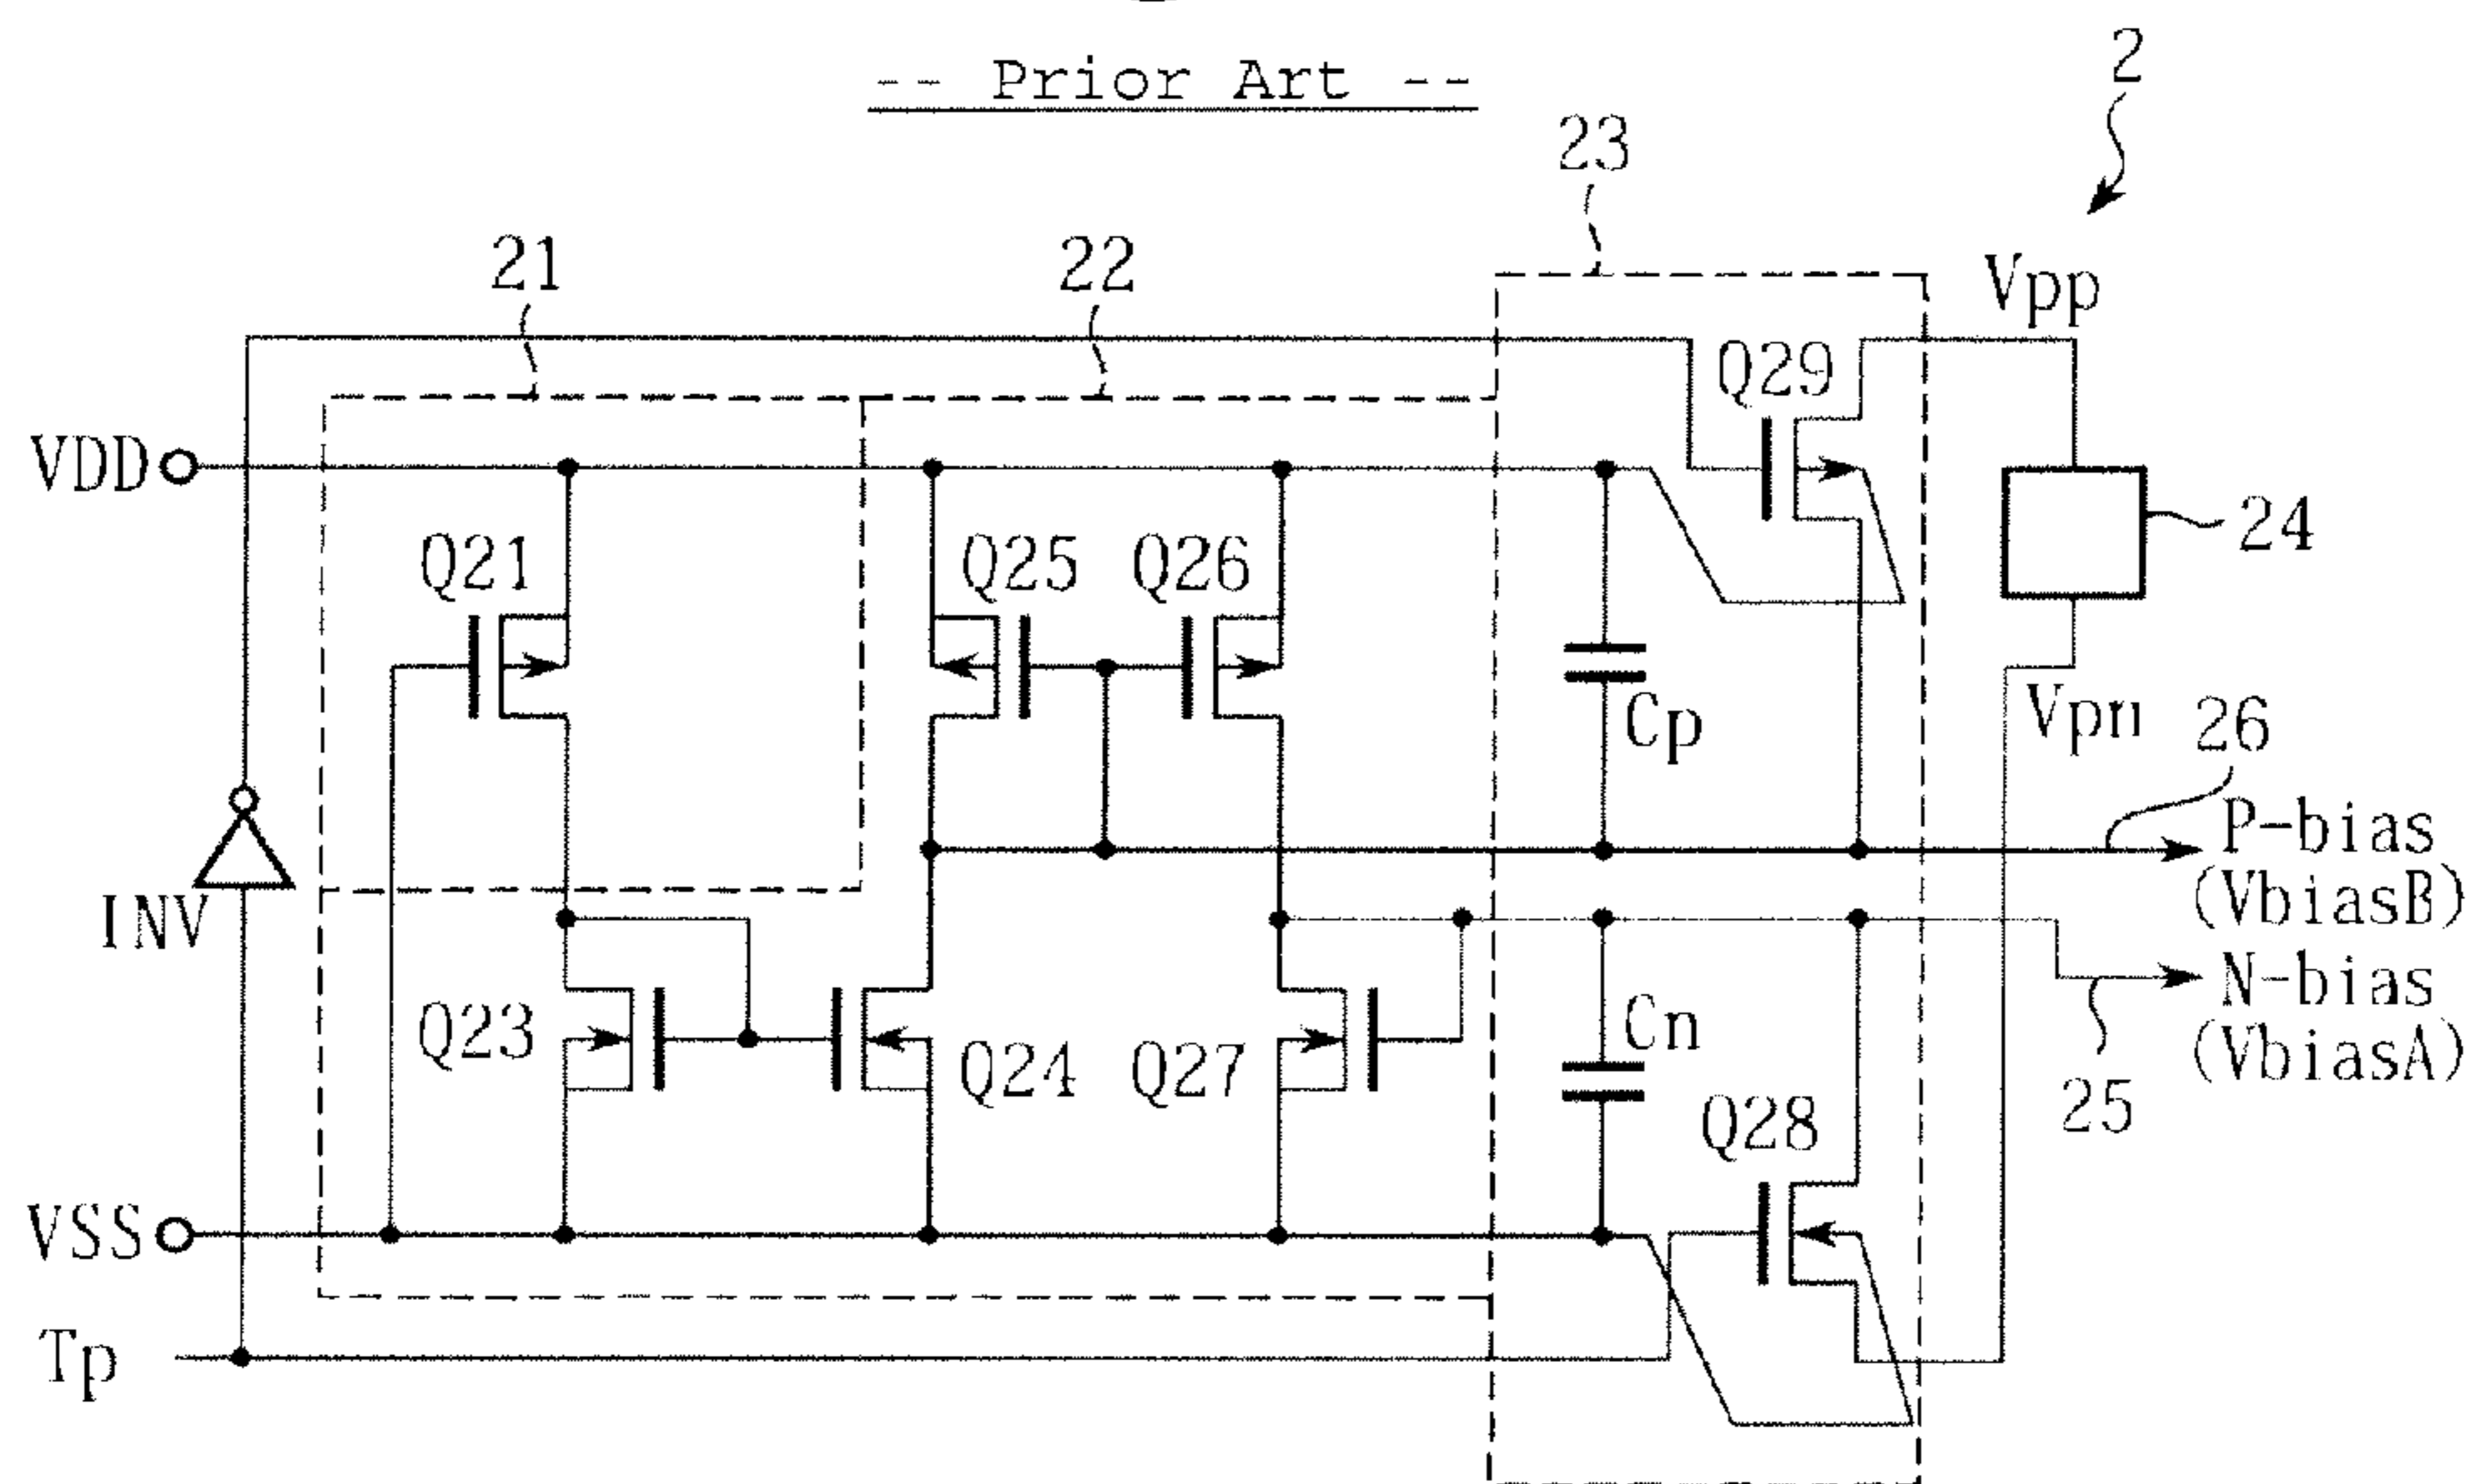 -- Prior Art --
2
23
21
22
Vpp
Q29
VDD
24
Q21
Q25
Q26
Cp
Vpn
26
P-bias
(VbiasB)
INV
N-bias
(VbiasA)
Q23
Q24
Q27
Cn
25
Q28
VSS
Tp